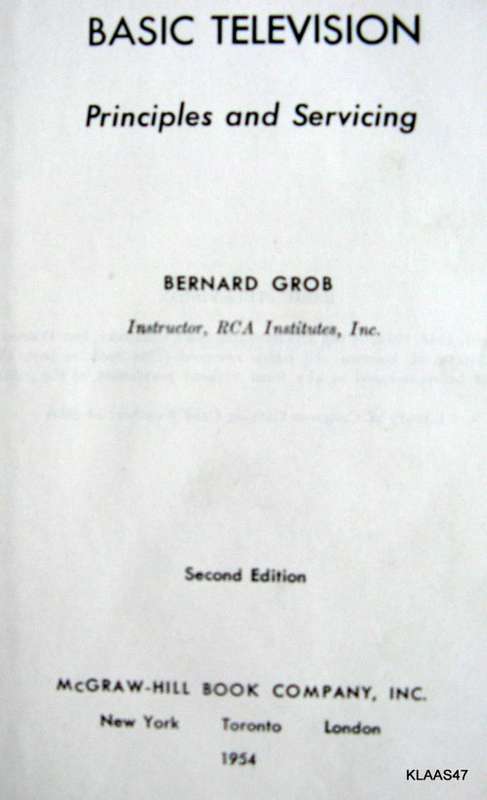 BASIC TELEVISION
Principles and Servicing
BERNARD GROB
Instructor, RCA Institutes, Inc.
Second Edition
McGRAW-HILL BOOK COMPANY, INC.
New York Toronto London
1954
KLAAS47